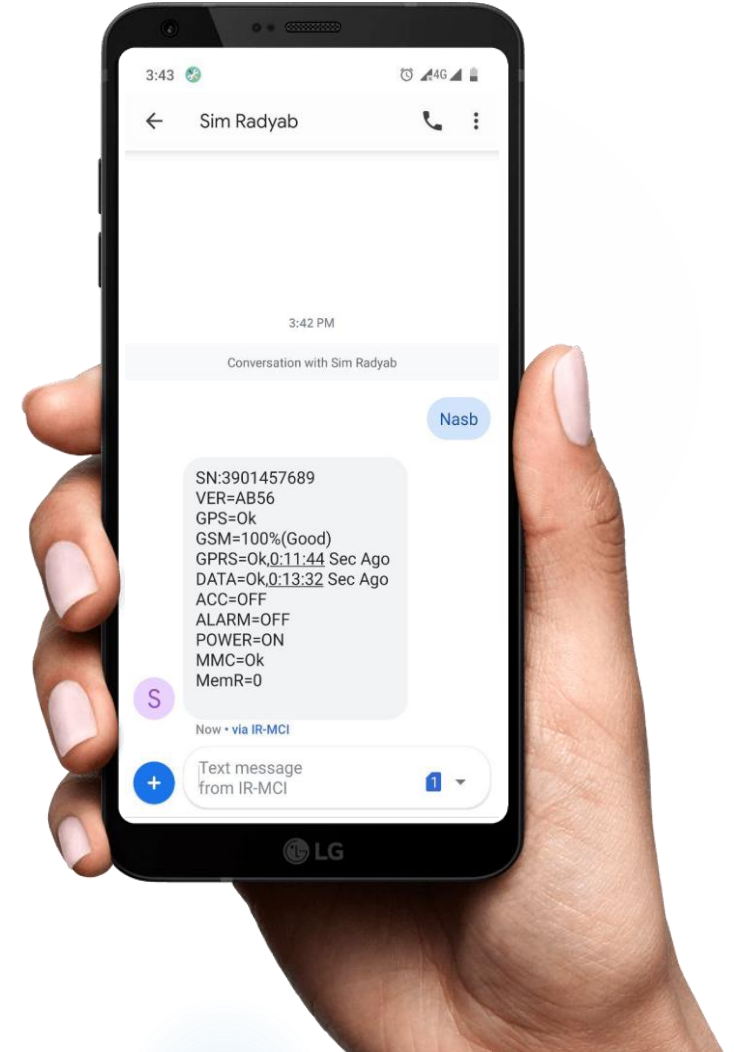 3:43
4G
Sim Radyab
3:42 PM
Conversation with Sim Radyab
Nasb
SN:3901457689
VER=AB56
GPS=Ok
GSM=100%(Good)
GPRS=Ok,0:11:44 Sec Ago
DATA=Ok,0:13:32 Sec Ago
ACC=OFF
ALARM=OFF
POWER=ON
MMC=Ok
MemR=0
S
Now • via IR-MCI
Text message
from IR-MCI
1
LG